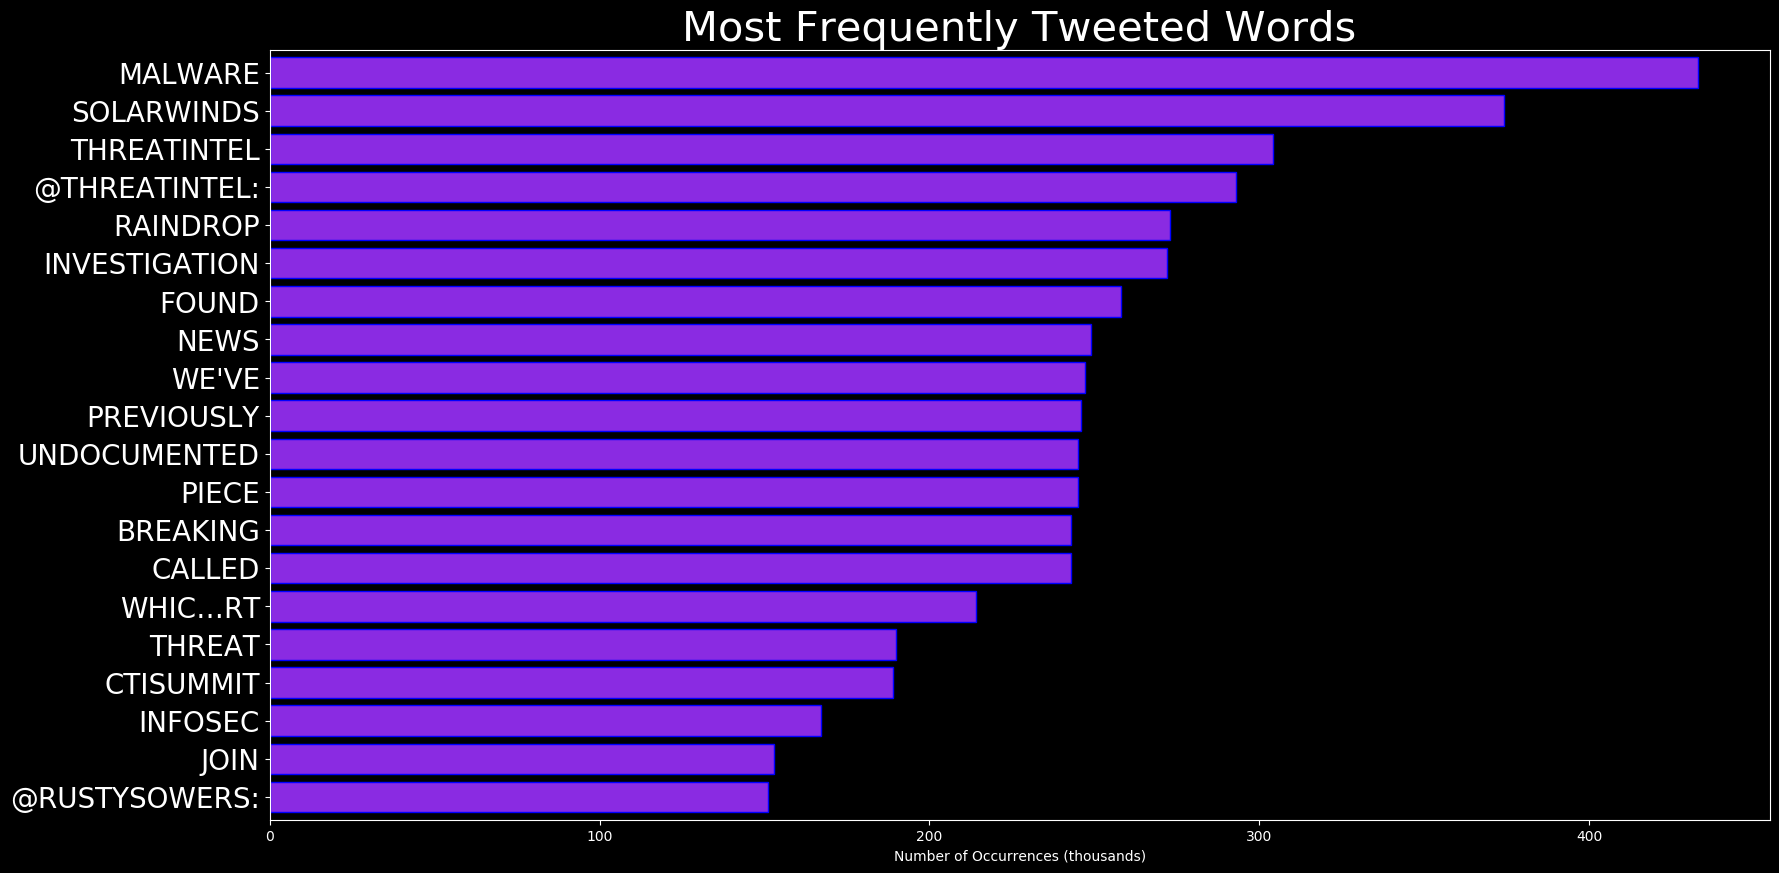 Most Frequently Tweeted Words
MALWARE
SOLARWINDS
THREATINTEL
@THREATINTEL:
RAINDROP
INVESTIGATION
FOUND
NEWS
WE'VE
PREVIOUSLY
UNDOCUMENTED
PIECE
BREAKING
CALLED
WHIC…RT
THREAT
CTISUMMIT
INFOSEC
JOIN
@RUSTYSOWERS:
0 100 200 300 400
Number of Occurrences (thousands)